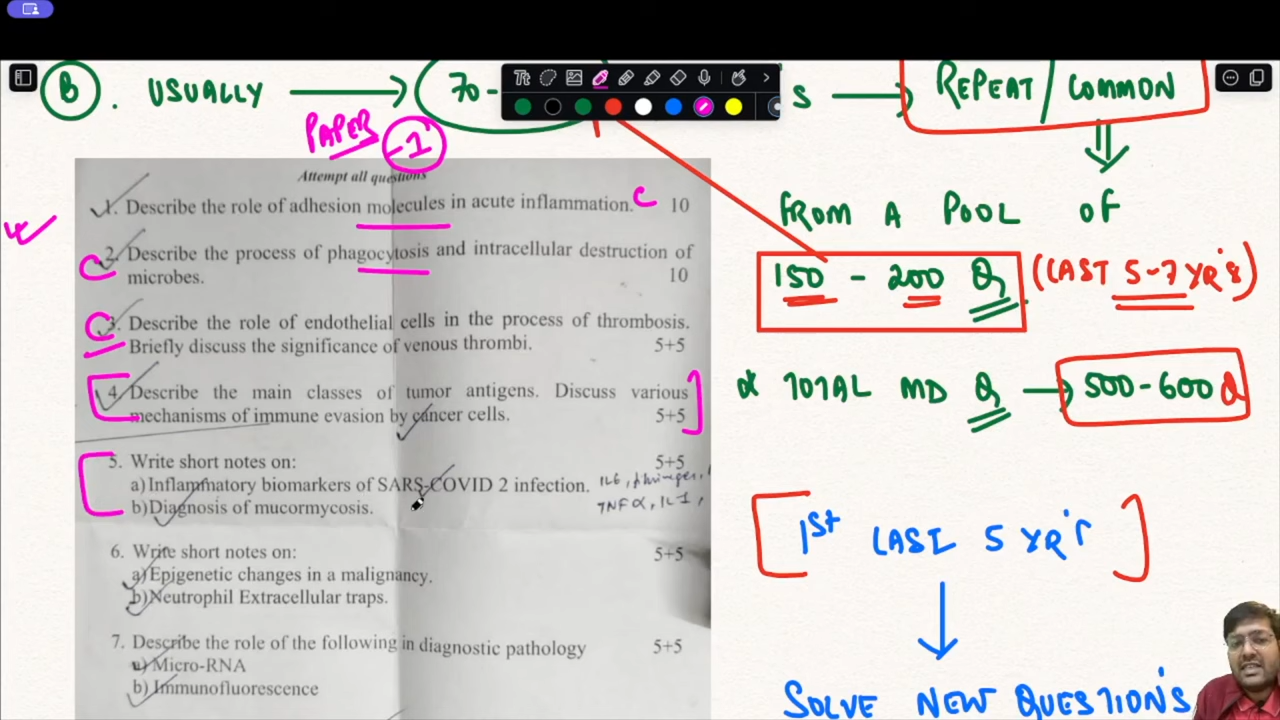 B. USUALLY → 70-
S → REPEAT / COMMON
PAPER -1
Attempt all questions
1. Describe the role of adhesion molecules in acute inflammation. C 10
C 2. Describe the process of phagocytosis and intracellular destruction of
microbes. 10
C 3. Describe the role of endothelial cells in the process of thrombosis.
Briefly discuss the significance of venous thrombi. 5+5
4. Describe the main classes of tumor antigens. Discuss various
mechanisms of immune evasion by cancer cells. 5+5
5. Write short notes on: 5+5
a) Inflammatory biomarkers of SARS-COVID 2 infection. IL6,
b) Diagnosis of mucormycosis. TNFα, IL1,
6. Write short notes on: 5+5
a) Epigenetic changes in a malignancy.
b) Neutrophil Extracellular traps.
7. Describe the role of the following in diagnostic pathology 5+5
a) Micro-RNA
b) Immunofluorescence
FROM A POOL OF
150 - 200 Q (LAST 5-7 YR'S)
TOTAL MD Q → 500-600 Q
[1st LAST 5 YR's]
SOLVE NEW QUESTION'S